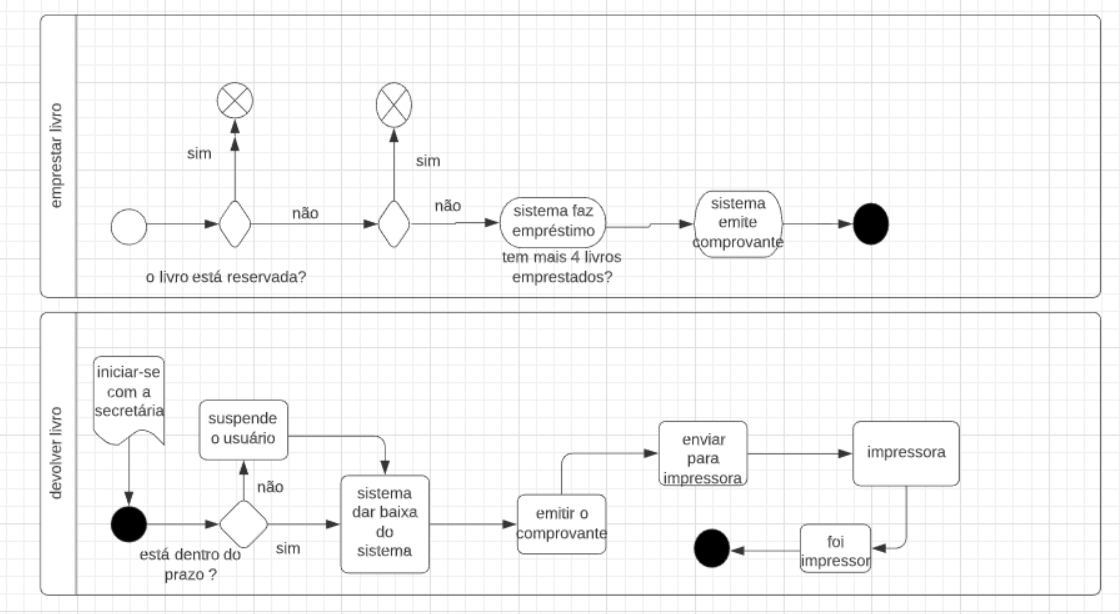 emprestar livro
sim
sim
não
não
sistema faz
empréstimo
sistema
emite
comprovante
o livro está reservada?
tem mais 4 livros
emprestados?
devolver livro
iniciar-se
com a
secretária
suspende
o usuário
não
está dentro do
prazo ?
sim
sistema
dar baixa
do
sistema
emitir o
comprovante
enviar
para
impressora
impressora
foi
impressor